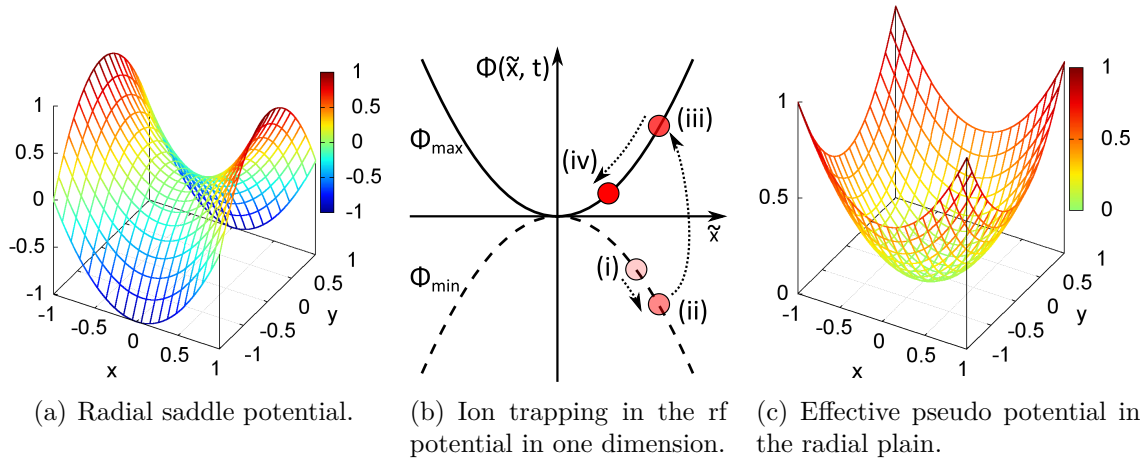 1
0.5
0
-0.5
-1
-1
-0.5
0
0.5
1
x
-1
-0.5
0
0.5
1
y
1
0.5
0
-0.5
-1
Φ(x̃, t)
Φmax
Φmin
(iii)
(iv)
x̃
(i)
(ii)
1
0.5
0
-1
-0.5
0
0.5
1
x
-1
-0.5
0
0.5
1
y
1
0.5
0
(a) Radial saddle potential.
(b) Ion trapping in the rf
potential in one dimension.
(c) Effective pseudo potential in
the radial plain.